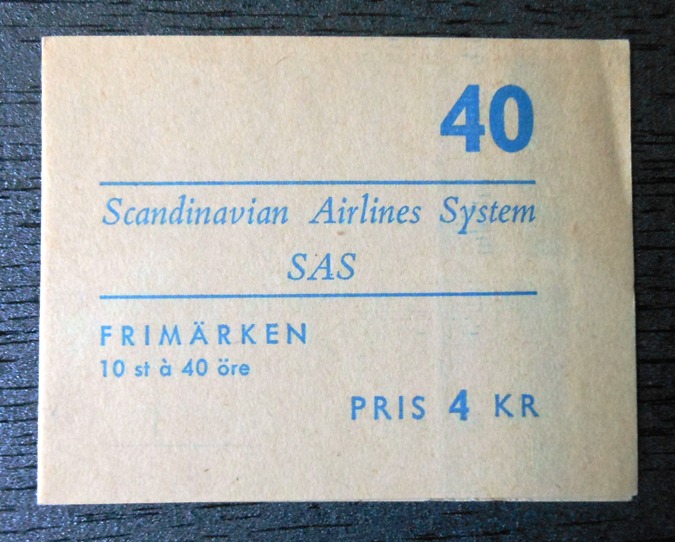 40
Scandinavian Airlines System
SAS
FRIMÄRKEN
10 st à 40 öre
PRIS 4 KR